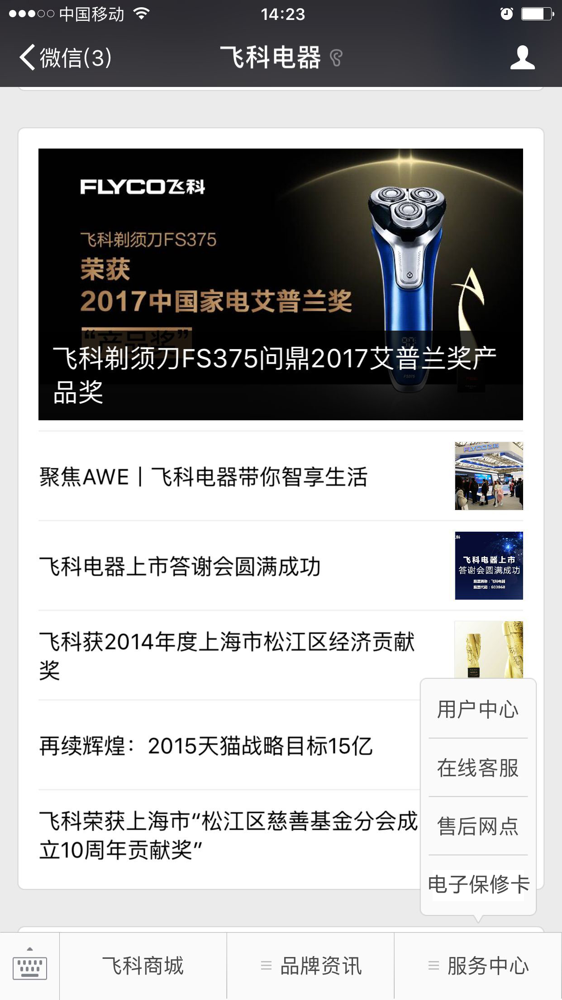 中国移动
14:23
微信(3)
飞科电器
FLYCO飞科
飞科剃须刀FS375
荣获
2017中国家电艾普兰奖
“产品奖”
飞科剃须刀FS375问鼎2017艾普兰奖产
品奖
FS375
聚焦AWE｜飞科电器带你智享生活
FLYCO飞科
飞科电器上市答谢会圆满成功
飞科电器上市
答谢会圆满成功
股票简称：飞科电器
股票代码：603868
飞科获2014年度上海市松江区经济贡献
奖
再续辉煌：2015天猫战略目标15亿
飞科荣获上海市“松江区慈善基金分会成
立10周年贡献奖”
用户中心
在线客服
售后网点
电子保修卡
飞科商城
品牌资讯
服务中心